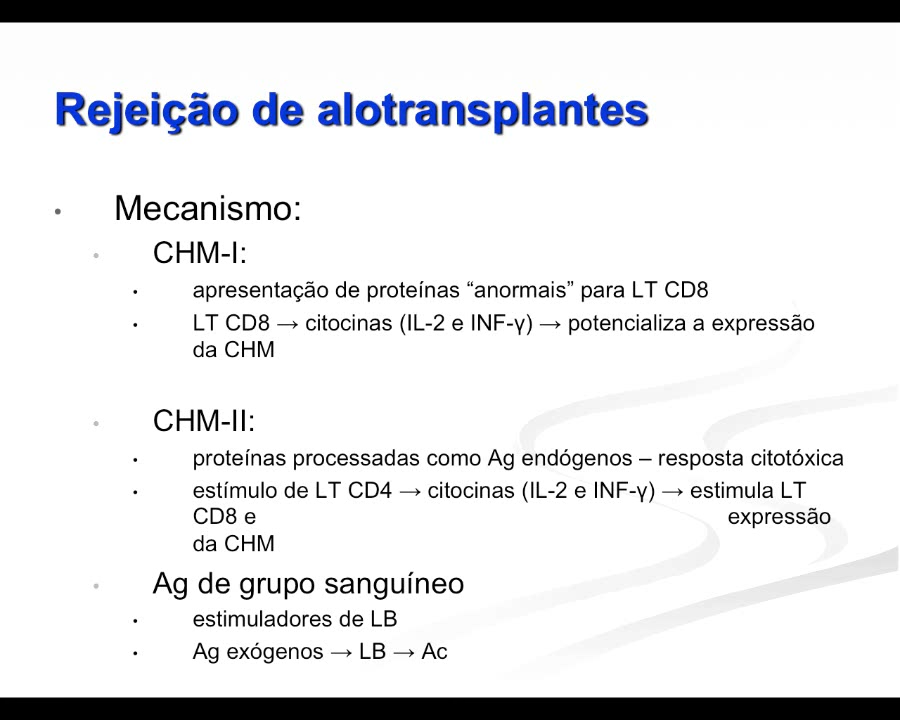 Rejeição de alotransplantes
• Mecanismo:
• CHM-I:
• apresentação de proteínas “anormais” para LT CD8
• LT CD8 → citocinas (IL-2 e INF-γ) → potencializa a expressão
da CHM
• CHM-II:
• proteínas processadas como Ag endógenos – resposta citotóxica
• estímulo de LT CD4 → citocinas (IL-2 e INF-γ) → estimula LT
CD8 e expressão
da CHM
• Ag de grupo sanguíneo
• estimuladores de LB
• Ag exógenos → LB → Ac